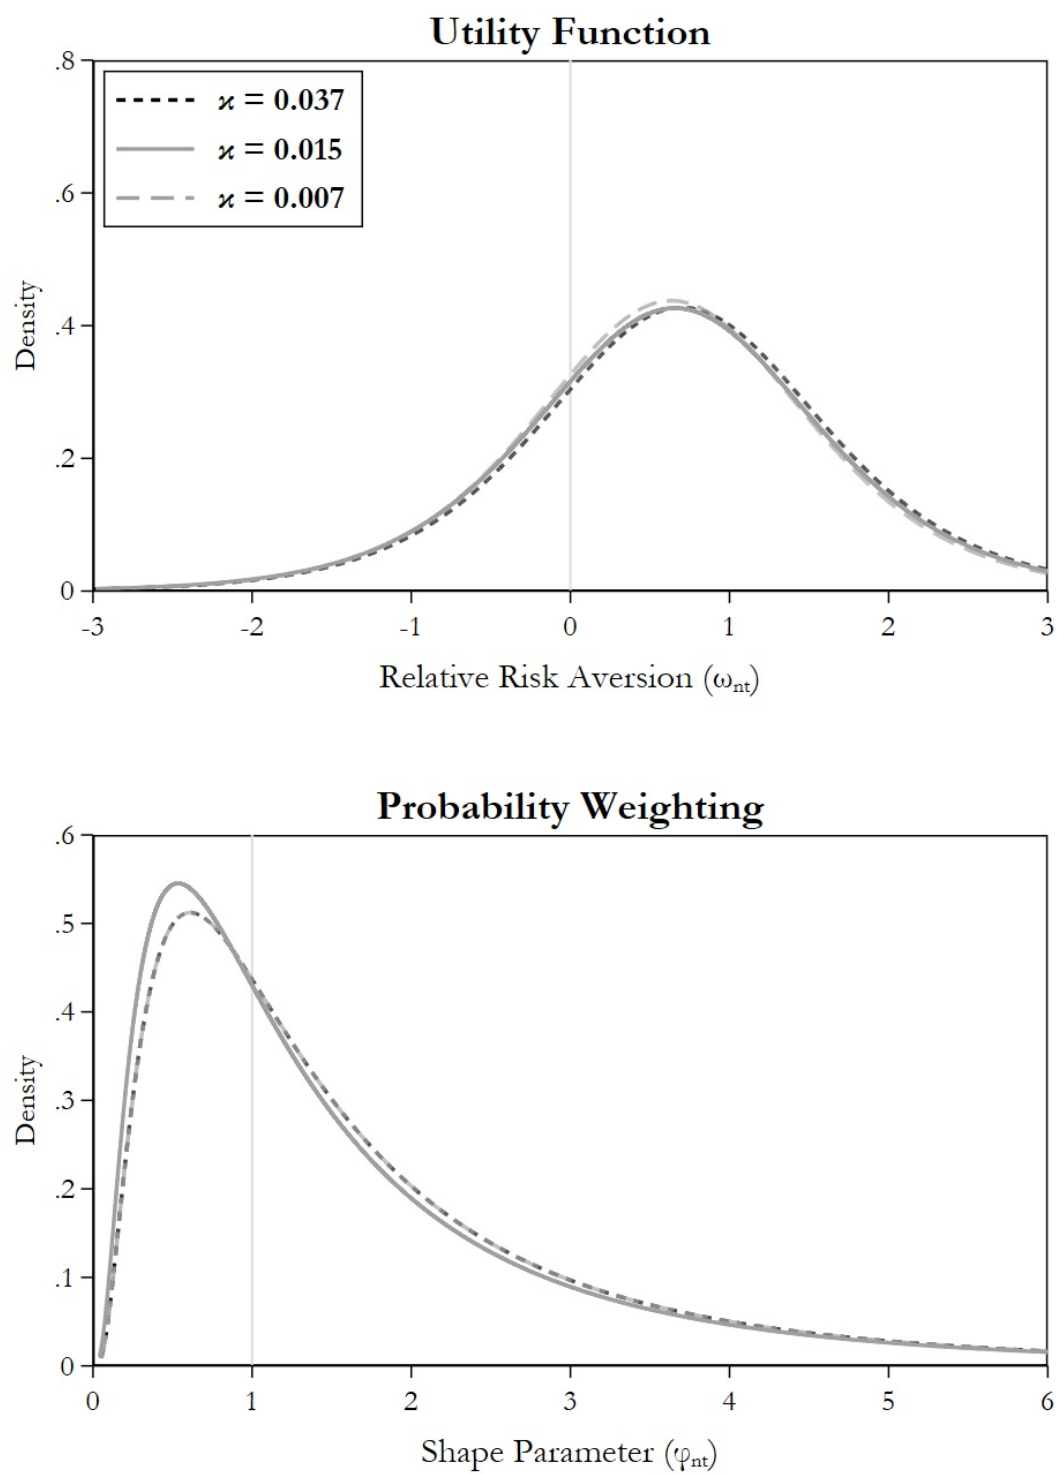 Utility Function
.8
.6
.4
.2
0
Density
ϰ = 0.037
ϰ = 0.015
ϰ = 0.007
-3 -2 -1 0 1 2 3
Relative Risk Aversion (ωnt)
Probability Weighting
.6
.5
.4
.3
.2
.1
0
Density
0 1 2 3 4 5 6
Shape Parameter (φnt)